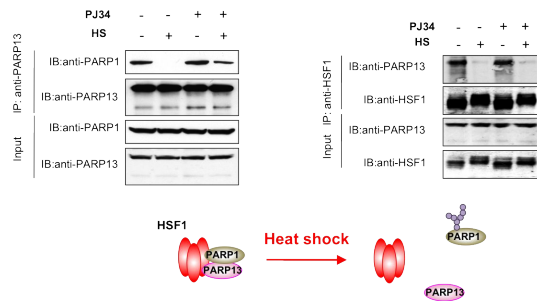 PJ34 - - + +
HS - + - +
IP: anti-PARP13
IB:anti-PARP1
IB:anti-PARP13
Input
IB:anti-PARP1
IB:anti-PARP13
PJ34 - - + +
HS - + - +
IP: anti-HSF1
IB:anti-PARP13
IB:anti-HSF1
Input
IB:anti-PARP13
IB:anti-HSF1
HSF1
PARP1
PARP13
Heat shock
PARP1
PARP13